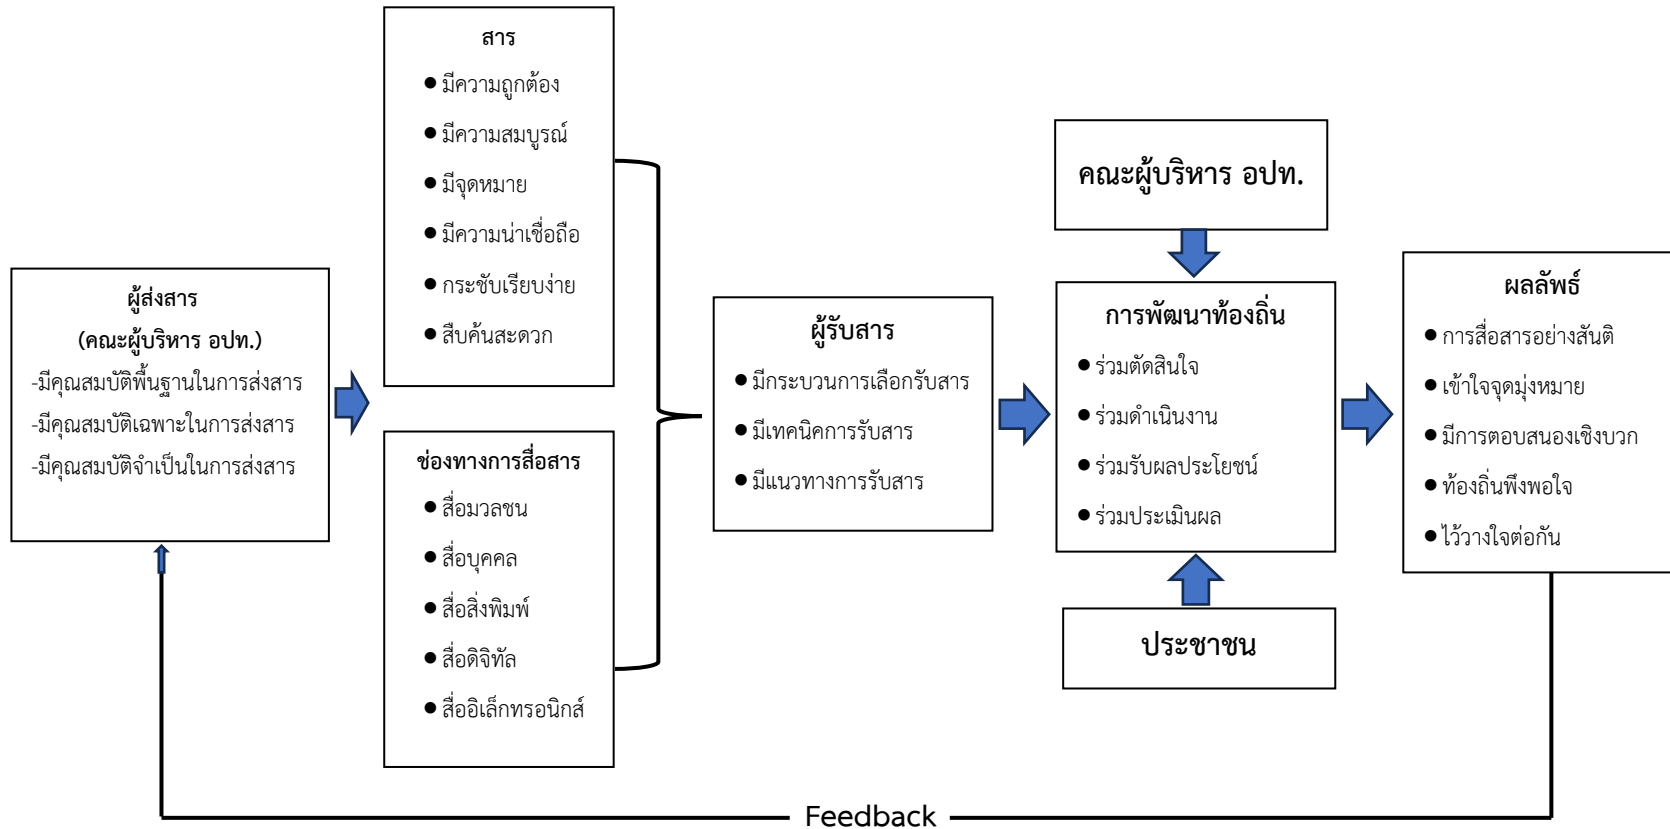 สาร
● มีความถูกต้อง
● มีความสมบูรณ์
● มีจุดหมาย
● มีความน่าเชื่อถือ
● กระชับเรียบง่าย
● สืบค้นสะดวก
ผู้ส่งสาร
(คณะผู้บริหาร อปท.)
-มีคุณสมบัติพื้นฐานในการส่งสาร
-มีคุณสมบัติเฉพาะในการส่งสาร
-มีคุณสมบัติจำเป็นในการส่งสาร
ช่องทางการสื่อสาร
● สื่อมวลชน
● สื่อบุคคล
● สื่อสิ่งพิมพ์
● สื่อดิจิทัล
● สื่ออิเล็กทรอนิกส์
ผู้รับสาร
● มีกระบวนการเลือกรับสาร
● มีเทคนิคการรับสาร
● มีแนวทางการรับสาร
คณะผู้บริหาร อปท.
การพัฒนาท้องถิ่น
● ร่วมตัดสินใจ
● ร่วมดำเนินงาน
● ร่วมรับผลประโยชน์
● ร่วมประเมินผล
ประชาชน
ผลลัพธ์
● การสื่อสารอย่างสันติ
● เข้าใจจุดมุ่งหมาย
● มีการตอบสนองเชิงบวก
● ท้องถิ่นพึงพอใจ
● ไว้วางใจต่อกัน
Feedback